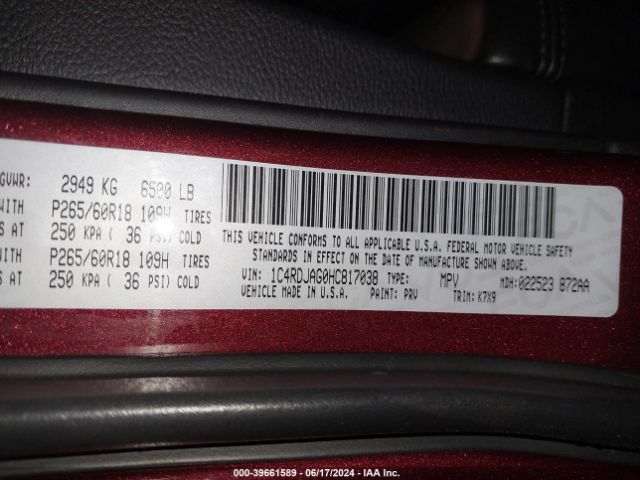 GVWR: 2949 KG 6500 LB
WITH P265/60R18 109H TIRES
S AT 250 KPA ( 36 PSI) COLD
WITH P265/60R18 109H TIRES
S AT 250 KPA ( 36 PSI) COLD
THIS VEHICLE CONFORMS TO ALL APPLICABLE U.S.A. FEDERAL MOTOR VEHICLE SAFETY
STANDARDS IN EFFECT ON THE DATE OF MANUFACTURE SHOWN ABOVE.
VIN: 1C4RDJAG0HC817038 TYPE: MPV MDH: 022523 872AA
VEHICLE MADE IN U.S.A. PAINT: PRV TRIM: K7X9
000-39661589 - 06/17/2024 - IAA Inc.